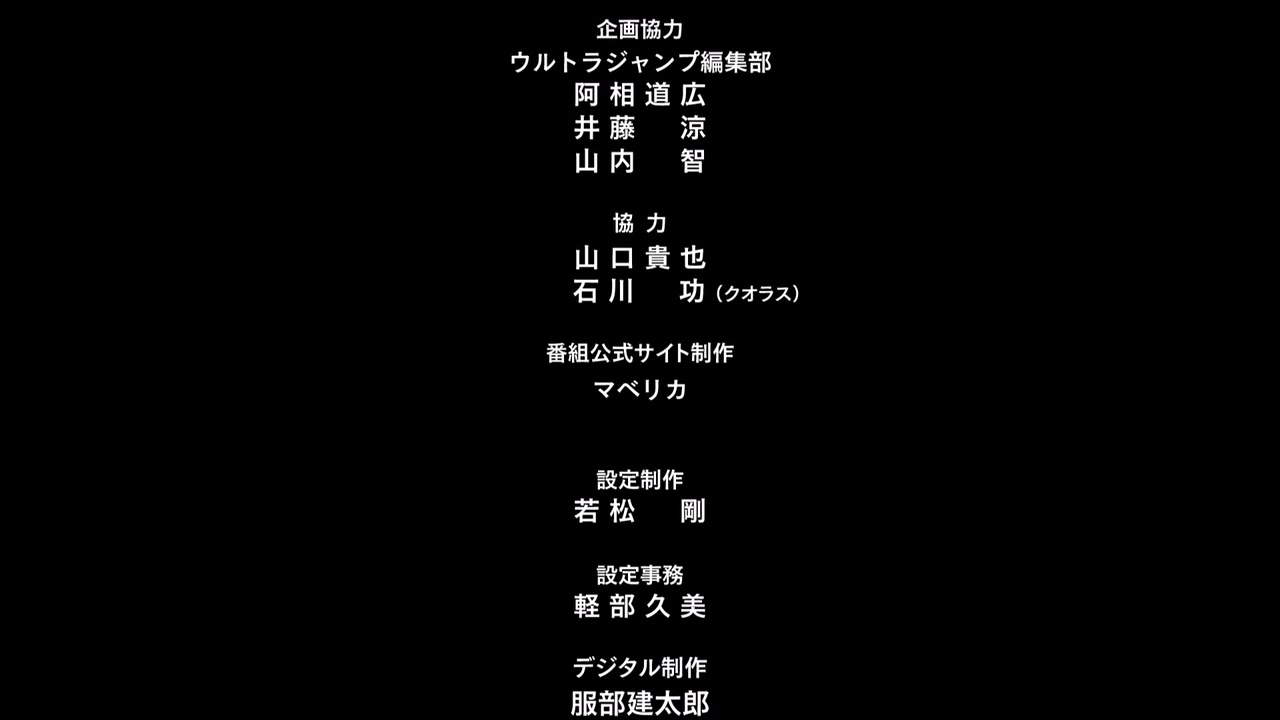 企画協力
ウルトラジャンプ編集部
阿相道広
井藤　涼
山内　智
協力
山口貴也
石川　功（クオラス）
番組公式サイト制作
マベリカ
設定制作
若松　剛
設定事務
軽部久美
デジタル制作
服部建太郎